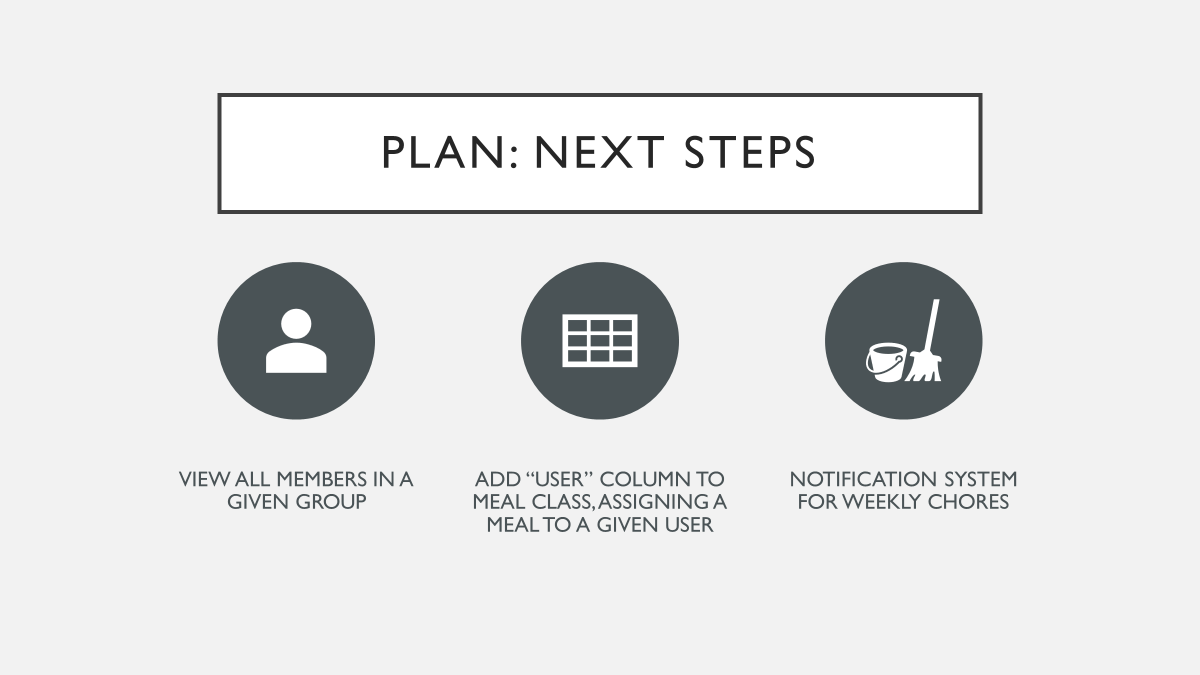 PLAN: NEXT STEPS
VIEW ALL MEMBERS IN A
GIVEN GROUP
ADD “USER” COLUMN TO
MEAL CLASS, ASSIGNING A
MEAL TO A GIVEN USER
NOTIFICATION SYSTEM
FOR WEEKLY CHORES